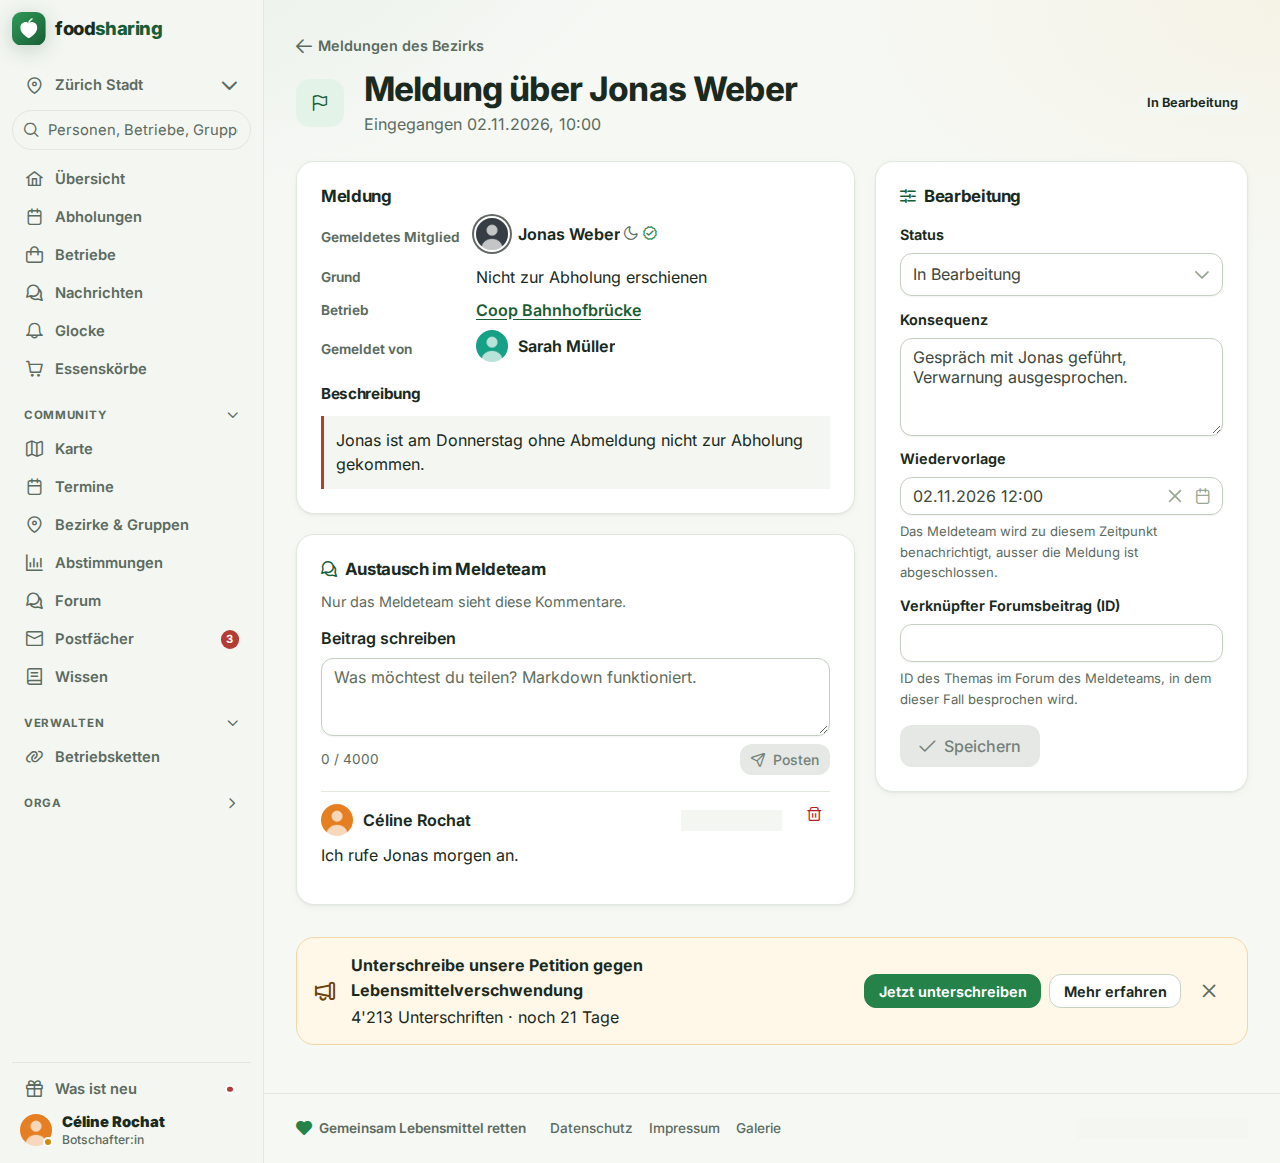 foodsharing
Zürich Stadt
Personen, Betriebe, Grupp
Übersicht
Abholungen
Betriebe
Nachrichten
Glocke
Essenskörbe
COMMUNITY
Karte
Termine
Bezirke & Gruppen
Abstimmungen
Forum
Postfächer 3
Wissen
VERWALTEN
Betriebsketten
ORGA
Was ist neu
Céline Rochat
Botschafter:in
Meldungen des Bezirks
Meldung über Jonas Weber
Eingegangen 02.11.2026, 10:00
In Bearbeitung
Meldung
Gemeldetes Mitglied Jonas Weber
Grund Nicht zur Abholung erschienen
Betrieb Coop Bahnhofbrücke
Gemeldet von Sarah Müller
Beschreibung
Jonas ist am Donnerstag ohne Abmeldung nicht zur Abholung
gekommen.
Austausch im Meldeteam
Nur das Meldeteam sieht diese Kommentare.
Beitrag schreiben
Was möchtest du teilen? Markdown funktioniert.
0 / 4000 Posten
Céline Rochat
Ich rufe Jonas morgen an.
Bearbeitung
Status
In Bearbeitung
Konsequenz
Gespräch mit Jonas geführt,
Verwarnung ausgesprochen.
Wiedervorlage
02.11.2026 12:00
Das Meldeteam wird zu diesem Zeitpunkt
benachrichtigt, ausser die Meldung ist
abgeschlossen.
Verknüpfter Forumsbeitrag (ID)
ID des Themas im Forum des Meldeteams, in dem
dieser Fall besprochen wird.
Speichern
Unterschreibe unsere Petition gegen
Lebensmittelverschwendung
4'213 Unterschriften · noch 21 Tage
Jetzt unterschreiben Mehr erfahren
Gemeinsam Lebensmittel retten Datenschutz Impressum Galerie